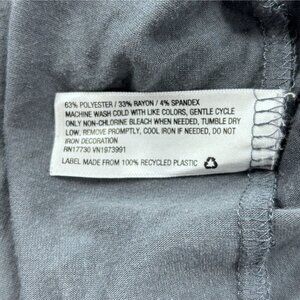 63% POLYESTER / 33% RAYON / 4% SPANDEX
MACHINE WASH COLD WITH LIKE COLORS, GENTLE CYCLE
ONLY NON-CHLORINE BLEACH WHEN NEEDED, TUMBLE DRY
LOW, REMOVE PROMPTLY, COOL IRON IF NEEDED, DO NOT
IRON DECORATION
RN17730 VN1973991
LABEL MADE FROM 100% RECYCLED PLASTIC